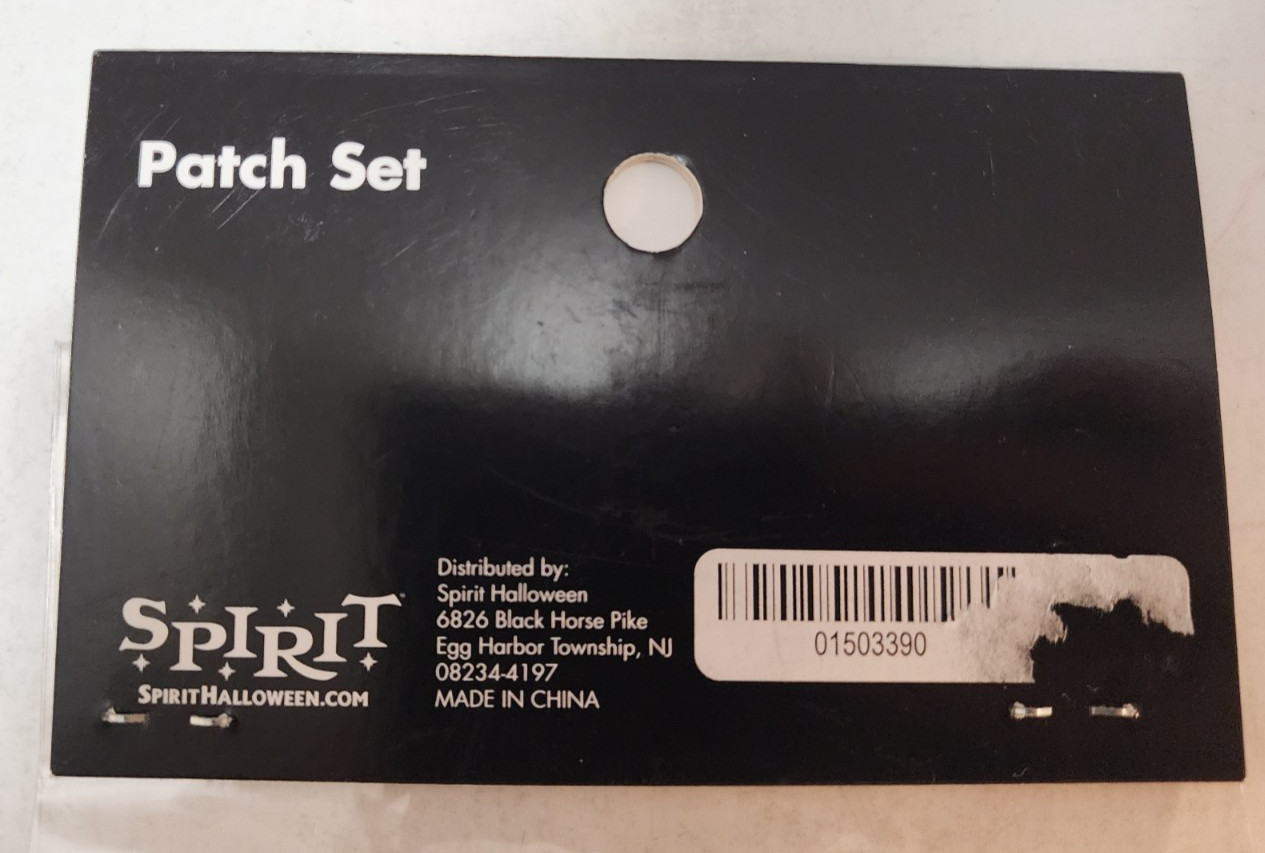 Patch Set
SPIRIT™
SPIRITHALLOWEEN.COM
Distributed by:
Spirit Halloween
6826 Black Horse Pike
Egg Harbor Township, NJ
08234-4197
MADE IN CHINA
01503390